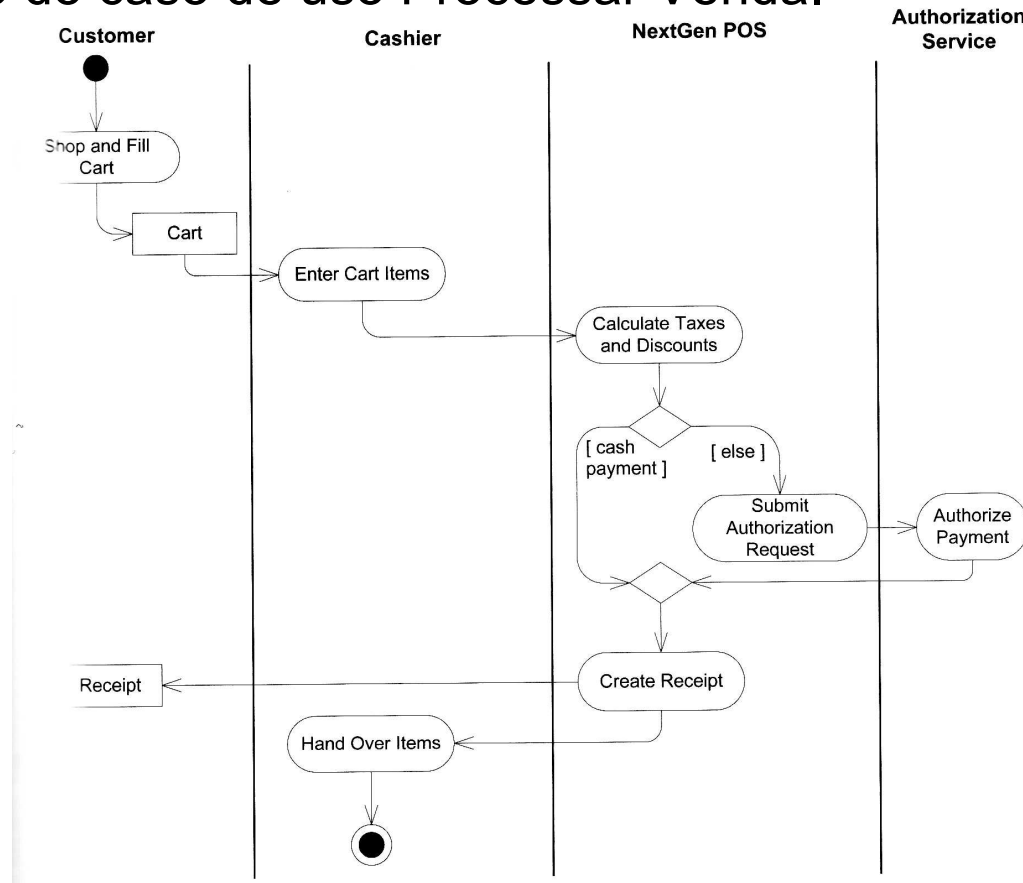 do caso de uso Processar Venda.
Customer
Cashier
NextGen POS
Authorization
Service
Shop and Fill
Cart
Cart
Enter Cart Items
Calculate Taxes
and Discounts
[ cash
payment ]
[ else ]
Submit
Authorization
Request
Authorize
Payment
Receipt
Create Receipt
Hand Over Items